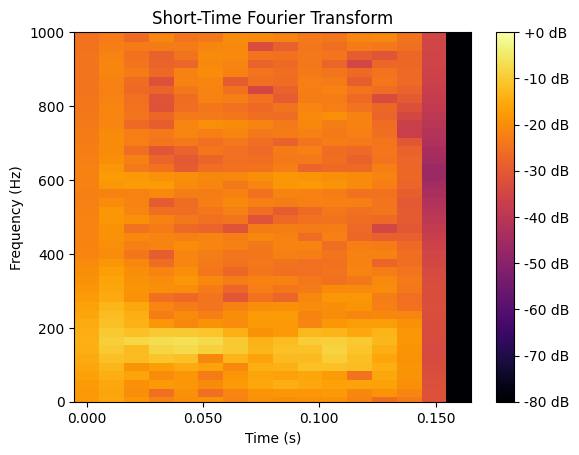 Short-Time Fourier Transform
1000
800
600
400
200
0
Frequency (Hz)
0.000
0.050
0.100
0.150
Time (s)
+0 dB
-10 dB
-20 dB
-30 dB
-40 dB
-50 dB
-60 dB
-70 dB
-80 dB